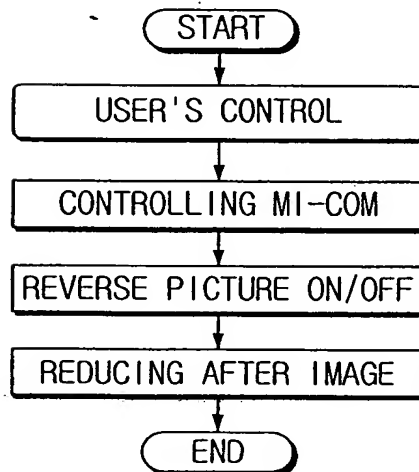 START
USER'S CONTROL
CONTROLLING MI-COM
REVERSE PICTURE ON/OFF
REDUCING AFTER IMAGE
END